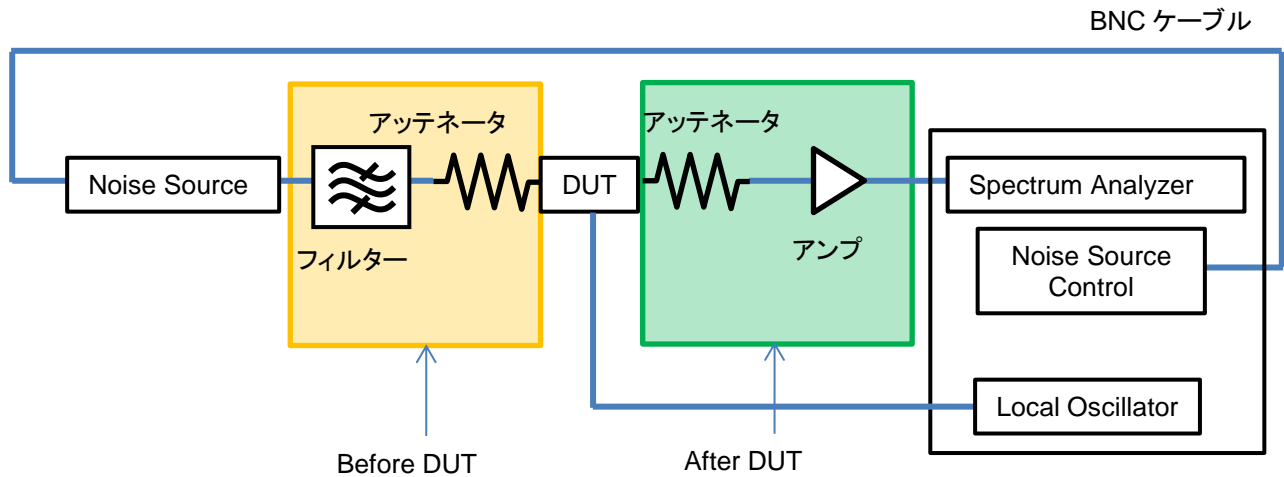 BNC ケーブル
アッテネータ
アッテネータ
Noise Source
DUT
Spectrum Analyzer
フィルター
アンプ
Noise Source
Control
Local Oscillator
Before DUT
After DUT